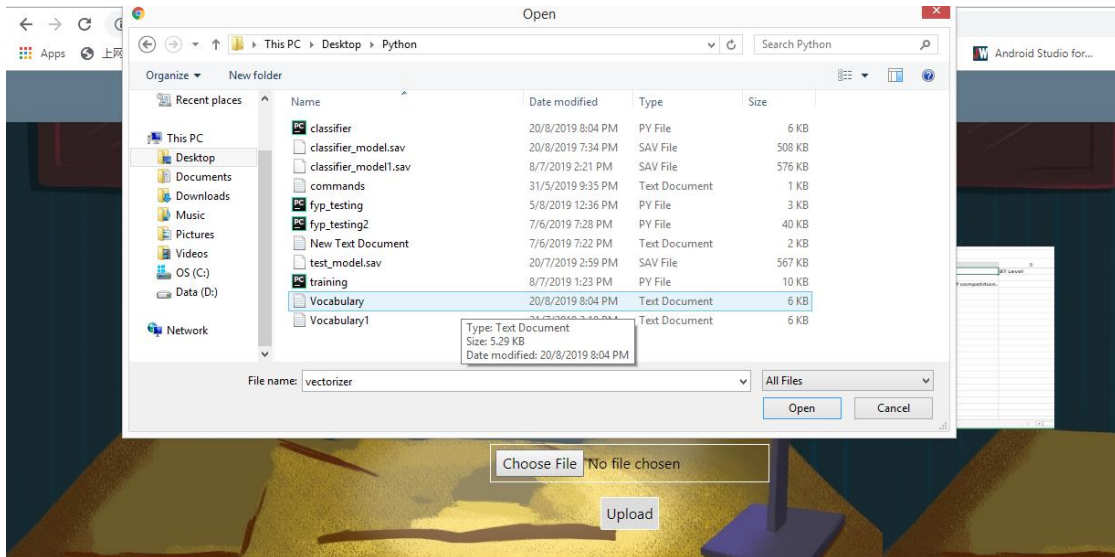 Open
This PC Desktop Python
Search Python
Apps
上网
Android Studio for...
Organize New folder
Recent places
This PC
Desktop
Documents
Downloads
Music
Pictures
Videos
OS (C:)
Data (D:)
Network
Name Date modified Type Size
classifier 20/8/2019 8:04 PM PY File 6 KB
classifier_model.sav 20/8/2019 7:34 PM SAV File 508 KB
classifier_model1.sav 8/7/2019 2:21 PM SAV File 576 KB
commands 31/5/2019 9:35 PM Text Document 1 KB
fyp_testing 5/8/2019 12:36 PM PY File 3 KB
fyp_testing2 7/6/2019 7:28 PM PY File 40 KB
New Text Document 7/6/2019 7:22 PM Text Document 2 KB
test_model.sav 20/7/2019 2:59 PM SAV File 567 KB
training 8/7/2019 1:23 PM PY File 10 KB
Vocabulary 20/8/2019 8:04 PM Text Document 6 KB
Vocabulary1 Text Document 6 KB
Type: Text Document
Size: 5.29 KB
Date modified: 20/8/2019 8:04 PM
BT Level
competition.
File name: vectorizer All Files
Open Cancel
Choose File No file chosen
Upload